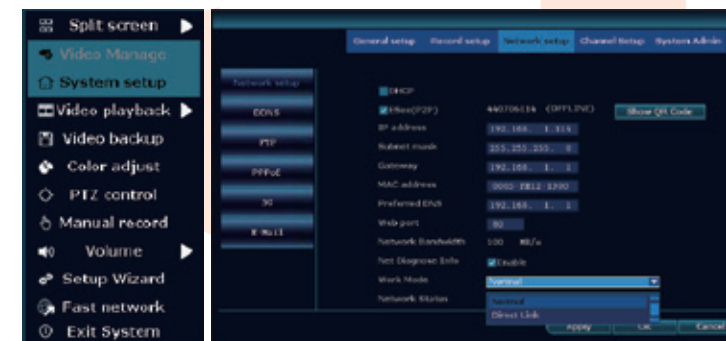 Split screen
Video Manage
System setup
Video playback
Video backup
Color adjust
PTZ control
Manual record
Volume
Setup Wizard
Fast network
Exit System
General setup Record setup Network setup Channel Setup System Admin
Network setup
DDNS
FTP
PPPoE
3G
E-Mail
DHCP
ESee(P2P) 440706114 (OFFLINE) Show QR Code
IP address 192.168. 1.114
Subnet mask 255.255.255. 0
Gateway 192.168. 1. 1
MAC address
Preferred DNS 192.168. 1. 1
Web port 80
Network Bandwidth 100 MB/s
Net Diagnose Info Enable
Work Mode Normal
Network Status Normal
Direct Link
Apply OK Cancel